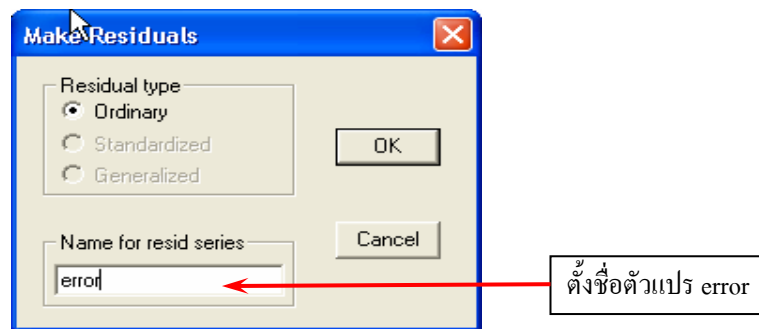 Make Residuals
Residual type
Ordinary
Standardized
Generalized
OK
Name for resid series
error
Cancel
ตั้งชื่อตัวแปร error